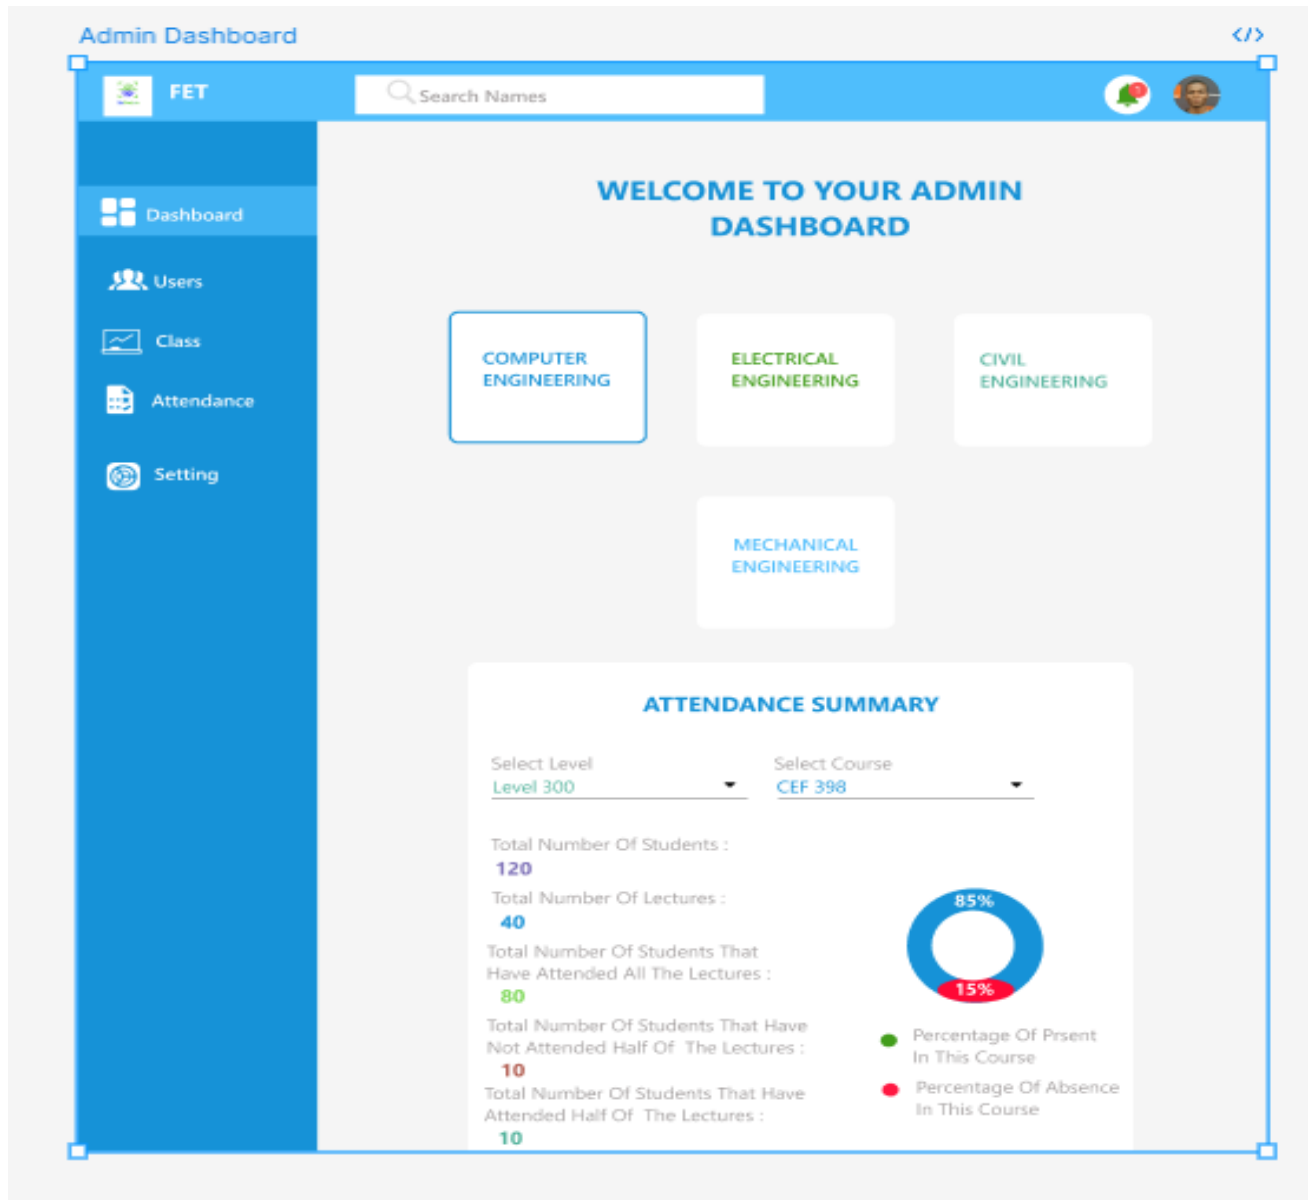 Admin Dashboard
</>
FET
Search Names
WELCOME TO YOUR ADMIN
DASHBOARD
Dashboard
Users
Class
Attendance
Setting
COMPUTER
ENGINEERING
ELECTRICAL
ENGINEERING
CIVIL
ENGINEERING
MECHANICAL
ENGINEERING
ATTENDANCE SUMMARY
Select Level
Level 300
Select Course
CEF 398
Total Number Of Students :
120
Total Number Of Lectures :
40
Total Number Of Students That
Have Attended All The Lectures :
80
Total Number Of Students That Have
Not Attended Half Of The Lectures :
10
Total Number Of Students That Have
Attended Half Of The Lectures :
10
85%
15%
Percentage Of Prsent
In This Course
Percentage Of Absence
In This Course